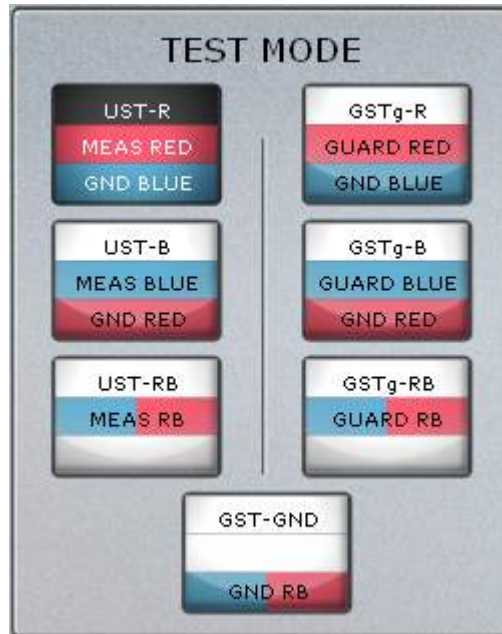 TEST MODE
UST-R
MEAS RED
GND BLUE
GSTg-R
GUARD RED
GND BLUE
UST-B
MEAS BLUE
GND RED
GSTg-B
GUARD BLUE
GND RED
UST-RB
MEAS RB
GSTg-RB
GUARD RB
GST-GND
GND RB